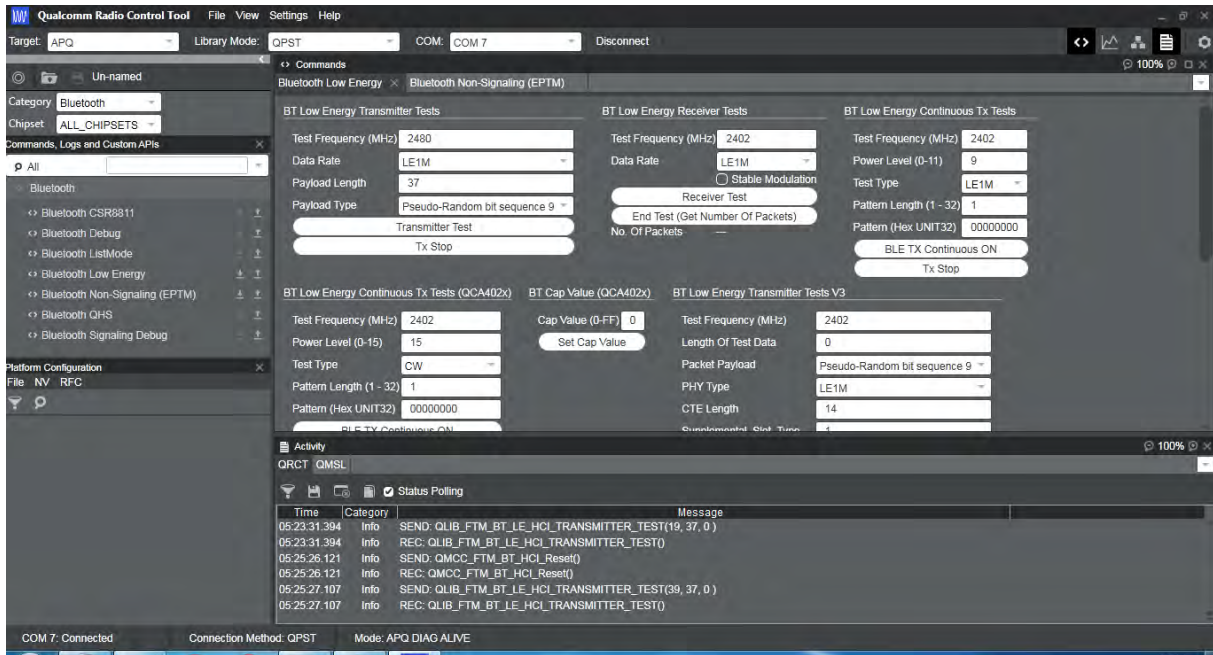 Qualcomm Radio Control Tool File View Settings Help
Target: APQ Library Mode: QPST COM: COM 7 Disconnect
Un-named
Category Bluetooth
Chipset ALL_CHIPSETS
Commands, Logs and Custom APIs
All
Bluetooth
Bluetooth CSR8811
Bluetooth Debug
Bluetooth ListMode
Bluetooth Low Energy
Bluetooth Non-Signaling (EPTM)
Bluetooth QHS
Bluetooth Signaling Debug
Platform Configuration
File NV RFC
Commands 100%
Bluetooth Low Energy Bluetooth Non-Signaling (EPTM)
BT Low Energy Transmitter Tests
Test Frequency (MHz) 2480
Data Rate LE1M
Payload Length 37
Payload Type Pseudo-Random bit sequence 9
Transmitter Test
Tx Stop
BT Low Energy Receiver Tests
Test Frequency (MHz) 2402
Data Rate LE1M
Stable Modulation
Receiver Test
End Test (Get Number Of Packets)
No. Of Packets —
BT Low Energy Continuous Tx Tests
Test Frequency (MHz) 2402
Power Level (0-11) 9
Test Type LE1M
Pattern Length (1 - 32) 1
Pattern (Hex UNIT32) 00000000
BLE TX Continuous ON
Tx Stop
BT Low Energy Continuous Tx Tests (QCA402x)
Test Frequency (MHz) 2402
Power Level (0-15) 15
Test Type CW
Pattern Length (1 - 32) 1
Pattern (Hex UNIT32) 00000000
BLE TX Continuous ON
BT Cap Value (QCA402x)
Cap Value (0-FF) 0
Set Cap Value
BT Low Energy Transmitter Tests V3
Test Frequency (MHz) 2402
Length Of Test Data 0
Packet Payload Pseudo-Random bit sequence 9
PHY Type LE1M
CTE Length 14
Supplemental Slot Type 1
Activity 100%
QRCT QMSL
Status Polling
Time Category Message
05:23:31.394 Info SEND: QLIB_FTM_BT_LE_HCI_TRANSMITTER_TEST(19, 37, 0 )
05:23:31.394 Info REC: QLIB_FTM_BT_LE_HCI_TRANSMITTER_TEST()
05:25:26.121 Info SEND: QMCC_FTM_BT_HCI_Reset()
05:25:26.121 Info REC: QMCC_FTM_BT_HCI_Reset()
05:25:27.107 Info SEND: QLIB_FTM_BT_LE_HCI_TRANSMITTER_TEST(39, 37, 0 )
05:25:27.107 Info REC: QLIB_FTM_BT_LE_HCI_TRANSMITTER_TEST()
COM 7: Connected Connection Method: QPST Mode: APQ DIAG ALIVE